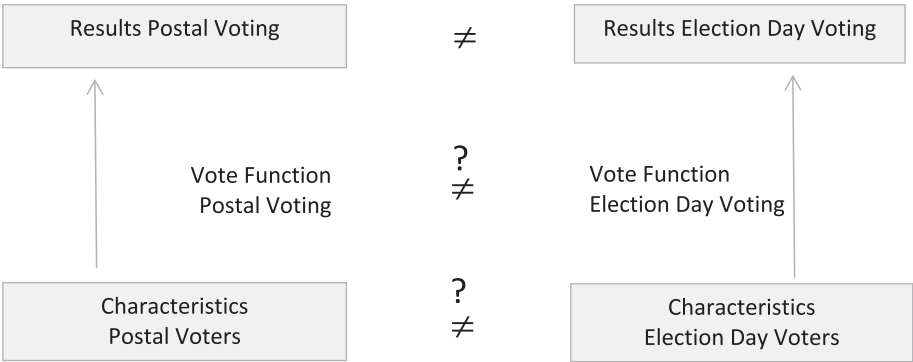 Results Postal Voting
≠
Results Election Day Voting
Vote Function
Postal Voting
?
≠
Vote Function
Election Day Voting
Characteristics
Postal Voters
?
≠
Characteristics
Election Day Voters